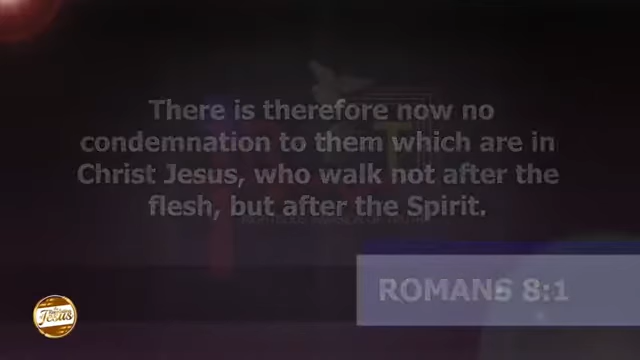 There is therefore now no
condemnation to them which are in
Christ Jesus, who walk not after the
flesh, but after the Spirit.
ROMANS 8:1
Jesus